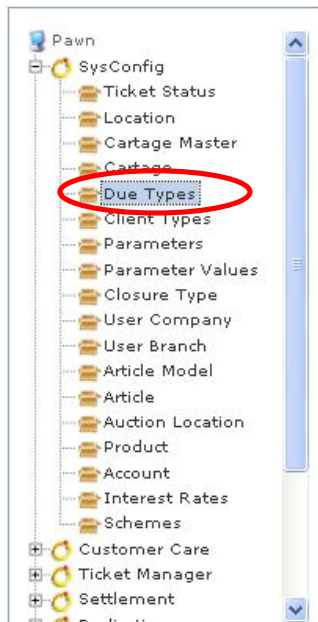 Pawn
SysConfig
Ticket Status
Location
Cartage Master
Cartage
Due Types
Client Types
Parameters
Parameter Values
Closure Type
User Company
User Branch
Article Model
Article
Auction Location
Product
Account
Interest Rates
Schemes
Customer Care
Ticket Manager
Settlement